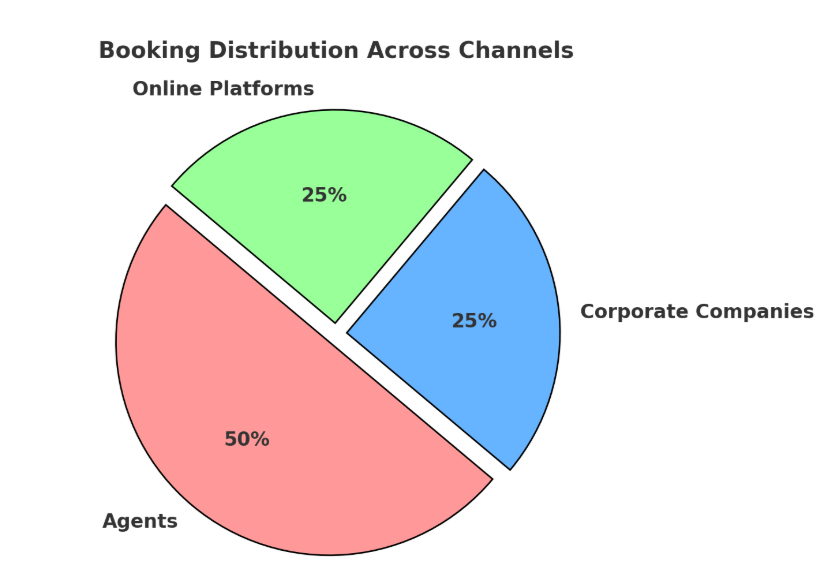 Booking Distribution Across Channels
Online Platforms
25%
25%
Corporate Companies
50%
Agents